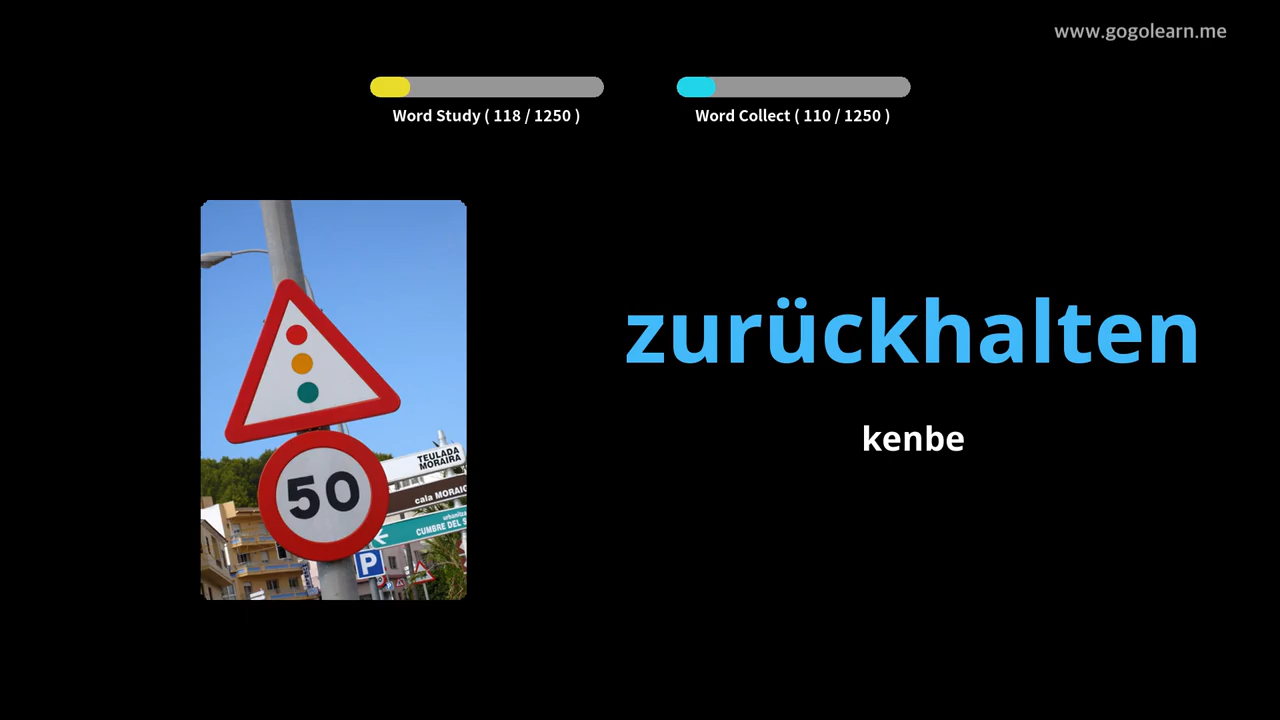 www.gogolearn.me
Word Study ( 118 / 1250 )
Word Collect ( 110 / 1250 )
zurückhalten
kenbe
TEULADA
MORAIRA
cala MORAIG
CUMBRE DEL S
50
P